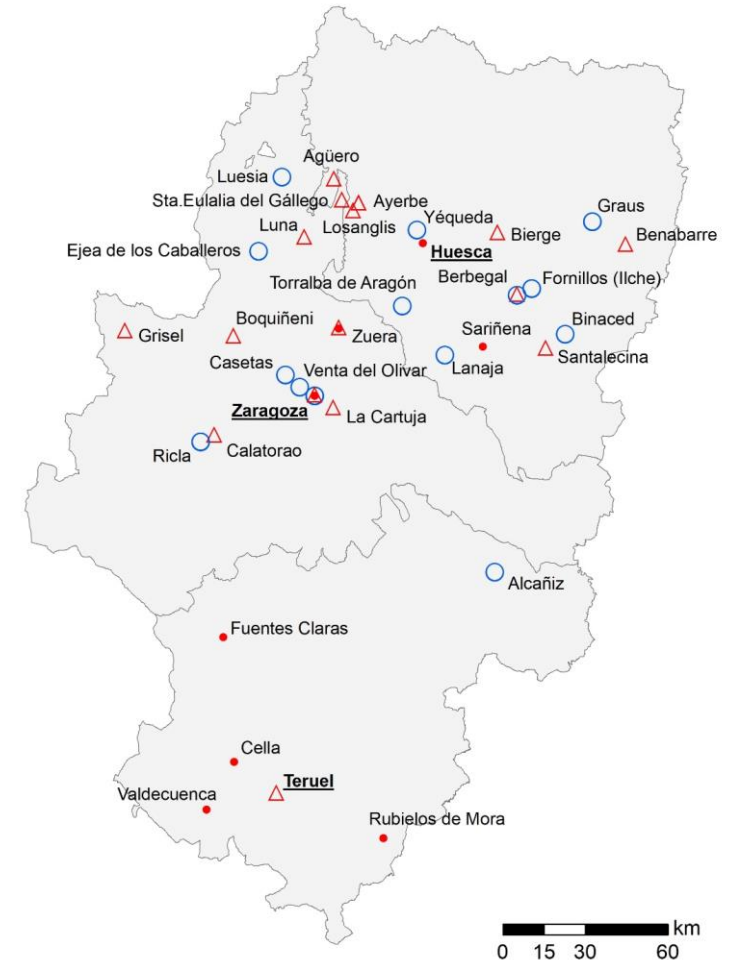 Agüero
Luesia
Sta.Eulalia del Gállego
Ayerbe
Graus
Luna
Losanglis
Yéqueda
Bierge
Benabarre
Ejea de los Caballeros
Huesca
Torralba de Aragón
Berbegal
Fornillos (Ilche)
Boquiñeni
Binaced
Grisel
Zuera
Sariñena
Casetas
Venta del Olivar
Lanaja
Santalecina
Zaragoza
La Cartuja
Ricla
Calatorao
Alcañiz
Fuentes Claras
Cella
Teruel
Valdecuenca
Rubielos de Mora
km
0 15 30 60